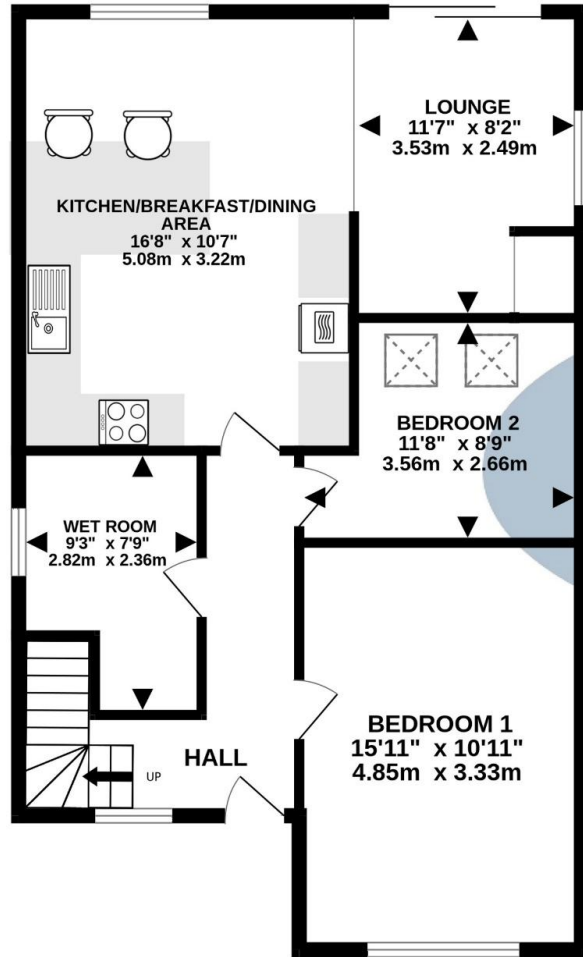 LOUNGE
11'7" x 8'2"
3.53m x 2.49m
KITCHEN/BREAKFAST/DINING
AREA
16'8" x 10'7"
5.08m x 3.22m
BEDROOM 2
11'8" x 8'9"
3.56m x 2.66m
WET ROOM
9'3" x 7'9"
2.82m x 2.36m
BEDROOM 1
15'11" x 10'11"
4.85m x 3.33m
HALL
UP